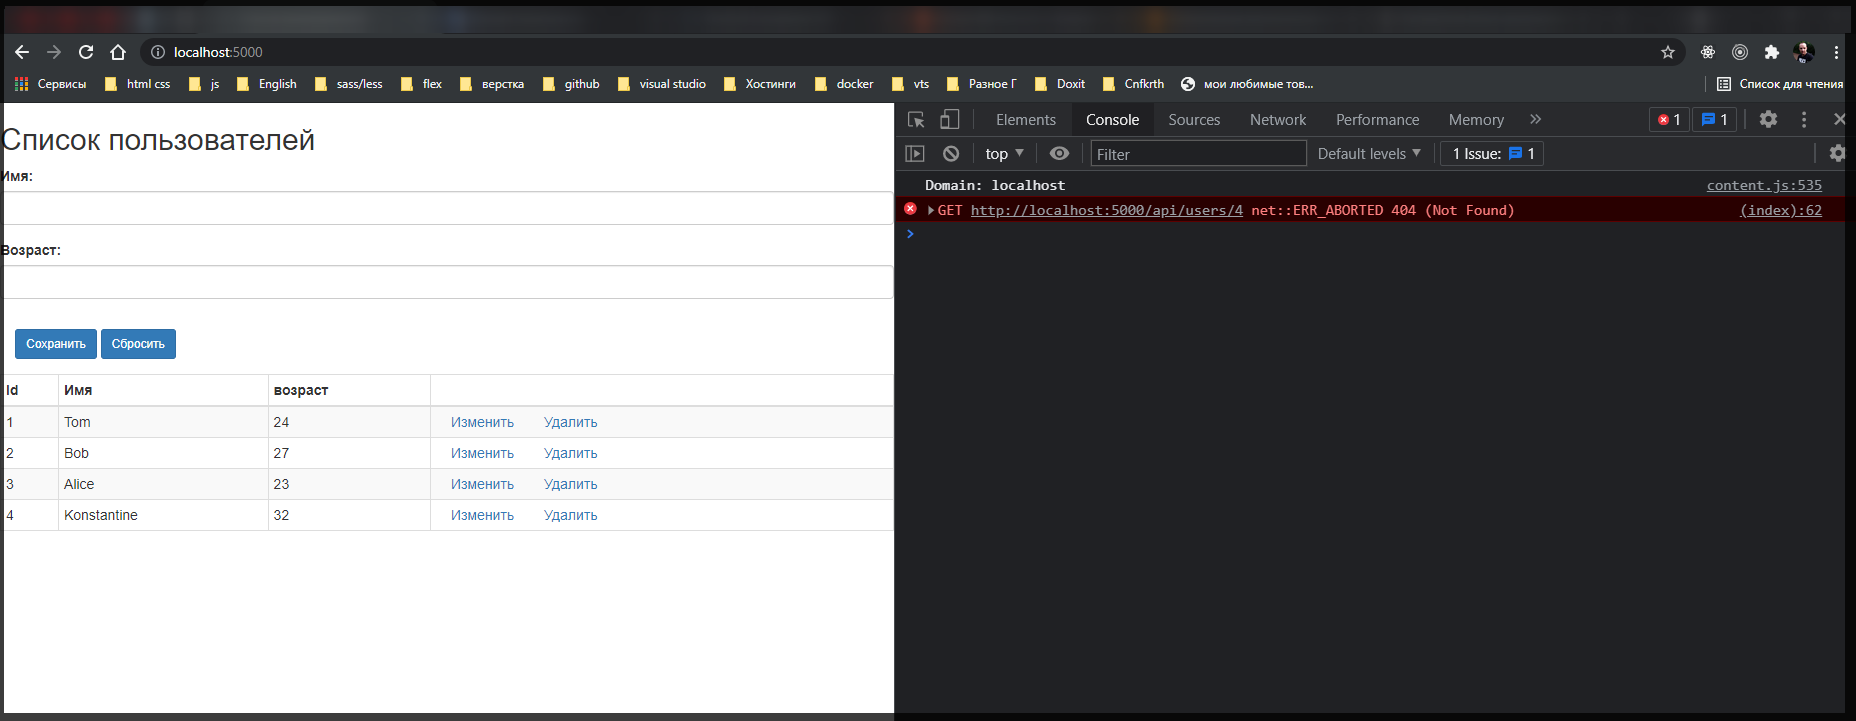 localhost:5000
Сервисы html css js English sass/less flex верстка github visual studio Хостинги docker vts Разное Г Doxit Cnfkrth мои любимые тов... Список для чтения
Список пользователей
Имя:
Возраст:
Сохранить Сбросить
Id Имя возраст
1 Tom 24 Изменить Удалить
2 Bob 27 Изменить Удалить
3 Alice 23 Изменить Удалить
4 Konstantine 32 Изменить Удалить
Elements Console Sources Network Performance Memory » 1 1
top Filter Default levels 1 Issue: 1
Domain: localhost content.js:535
GET http://localhost:5000/api/users/4 net::ERR_ABORTED 404 (Not Found) (index):62